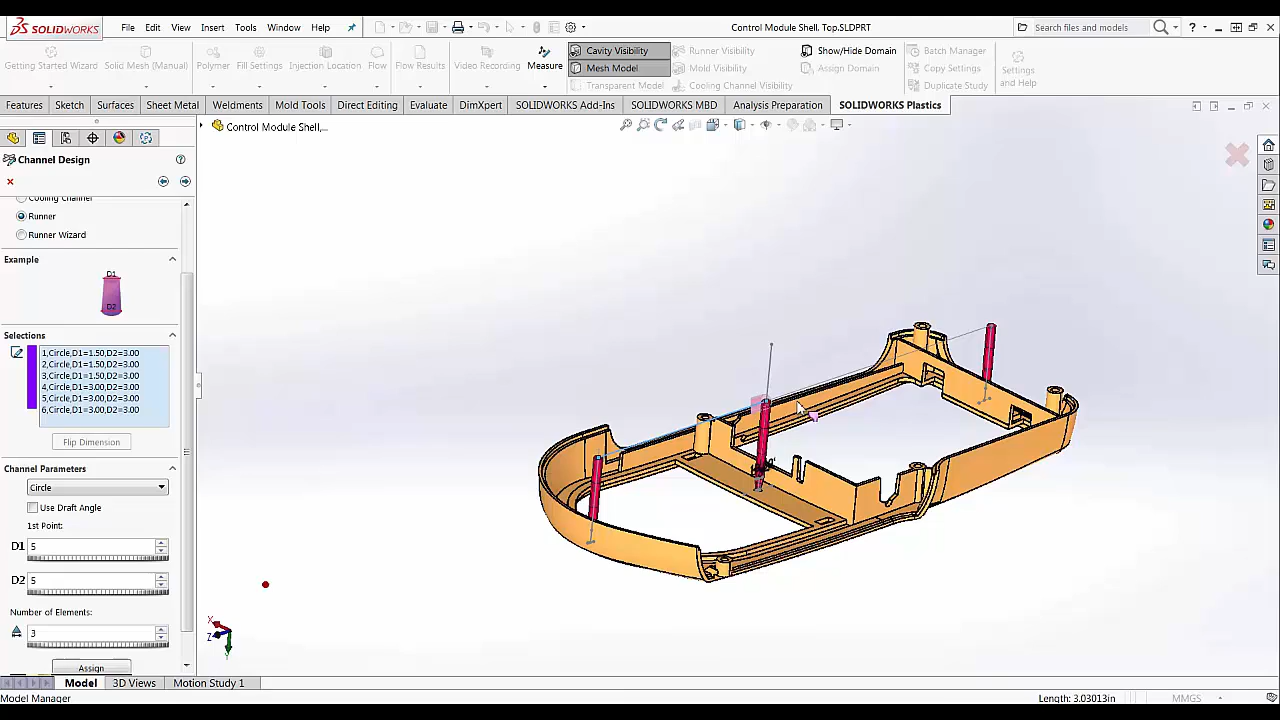 SOLIDWORKS File Edit View Insert Tools Window Help Control Module Shell, Top.SLDPRT Search files and models ?
Getting Started Wizard Solid Mesh (Manual) Polymer Fill Settings Injection Location Flow Flow Results Video Recording Measure
Cavity Visibility Runner Visibility Show/Hide Domain Batch Manager
Mesh Model Mold Visibility Assign Domain Copy Settings Settings and Help
Transparent Model Cooling Channel Visibility Duplicate Study
Features Sketch Surfaces Sheet Metal Weldments Mold Tools Direct Editing Evaluate DimXpert SOLIDWORKS Add-Ins SOLIDWORKS MBD Analysis Preparation SOLIDWORKS Plastics
Control Module Shell,...
Channel Design
Cooling Channel
Runner
Runner Wizard
Example
D1
D2
Selections
1,Circle,D1=1.50,D2=3.00
2,Circle,D1=1.50,D2=3.00
3,Circle,D1=1.50,D2=3.00
4,Circle,D1=3.00,D2=3.00
5,Circle,D1=3.00,D2=3.00
6,Circle,D1=3.00,D2=3.00
Flip Dimension
Channel Parameters
Circle
Use Draft Angle
1st Point:
D1 5
D2 5
Number of Elements:
3
Assign
X
Z
Y
Model 3D Views Motion Study 1
Model Manager Length: 3.03013in MMGS